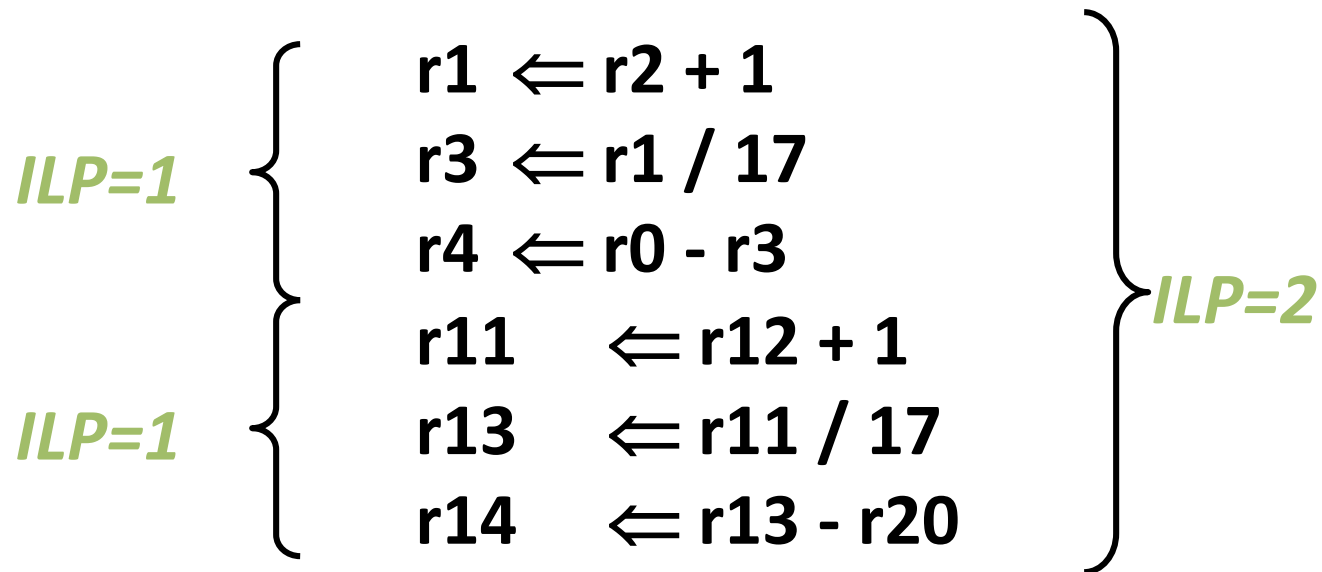 r1 ⇐ r2 + 1
r3 ⇐ r1 / 17
ILP=1
r4 ⇐ r0 - r3
ILP=2
r11 ⇐ r12 + 1
r13 ⇐ r11 / 17
ILP=1
r14 ⇐ r13 - r20